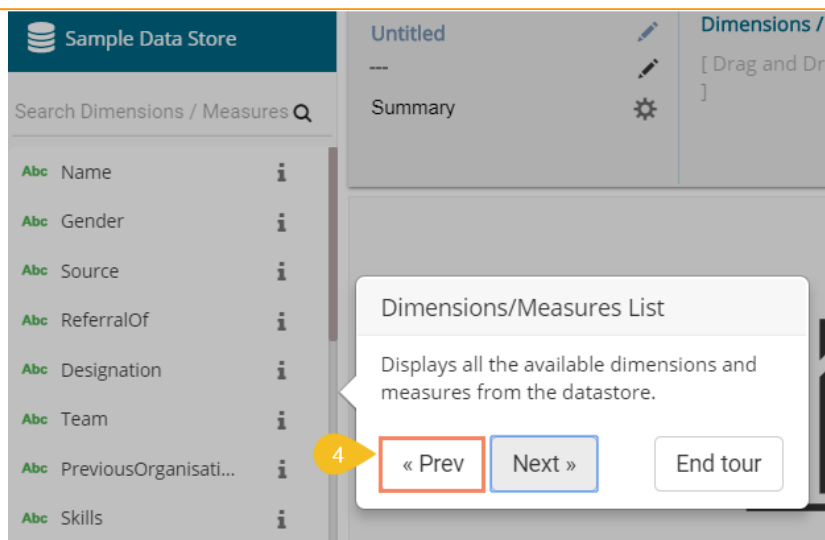 Sample Data Store
Search Dimensions / Measures
Abc Name
Abc Gender
Abc Source
Abc ReferralOf
Abc Designation
Abc Team
Abc PreviousOrganisati...
Abc Skills
Untitled
---
Summary
Dimensions /
[ Drag and Dr
]
Dimensions/Measures List
Displays all the available dimensions and
measures from the datastore.
4
« Prev
Next »
End tour